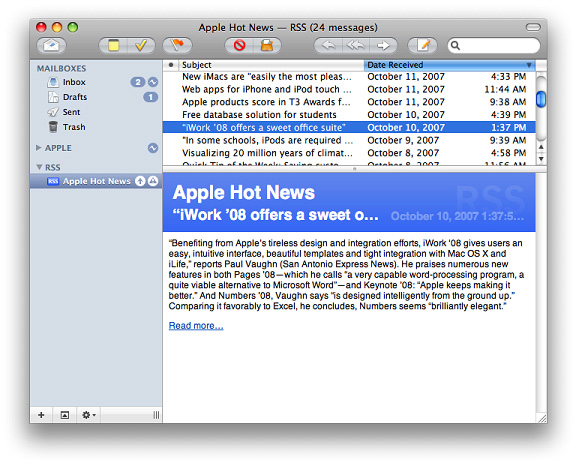 Apple Hot News — RSS (24 messages)
MAILBOXES
Inbox 2
Drafts 1
Sent
Trash
APPLE
RSS
RSS Apple Hot News
Subject Date Received
New iMacs are "easily the most pleas… October 11, 2007 4:33 PM
Web apps for iPhone and iPod touch … October 11, 2007 11:44 AM
Apple products score in T3 Awards f… October 11, 2007 9:38 AM
Free database solution for students October 10, 2007 4:39 PM
"iWork '08 offers a sweet office suite" October 10, 2007 1:37 PM
"In some schools, iPods are required … October 9, 2007 9:39 AM
Visualizing 20 million years of climat… October 8, 2007 4:58 PM
Quick Tip of the Week: Saving custo… October 8, 2007 11:56 AM
Apple Hot News RSS
“iWork ’08 offers a sweet o… October 10, 2007 1:37:5…
“Benefiting from Apple’s tireless design and integration efforts, iWork ‘08 gives users an
easy, intuitive interface, beautiful templates and tight integration with Mac OS X and
iLife,” reports Paul Vaughn (San Antonio Express News). He praises numerous new
features in both Pages ’08—which he calls “a very capable word-processing program, a
quite viable alternative to Microsoft Word”—and Keynote ’08: “Apple keeps making it
better.” And Numbers ’08, Vaughn says “is designed intelligently from the ground up.”
Comparing it favorably to Excel, he concludes, Numbers seems “brilliantly elegant.”
Read more…